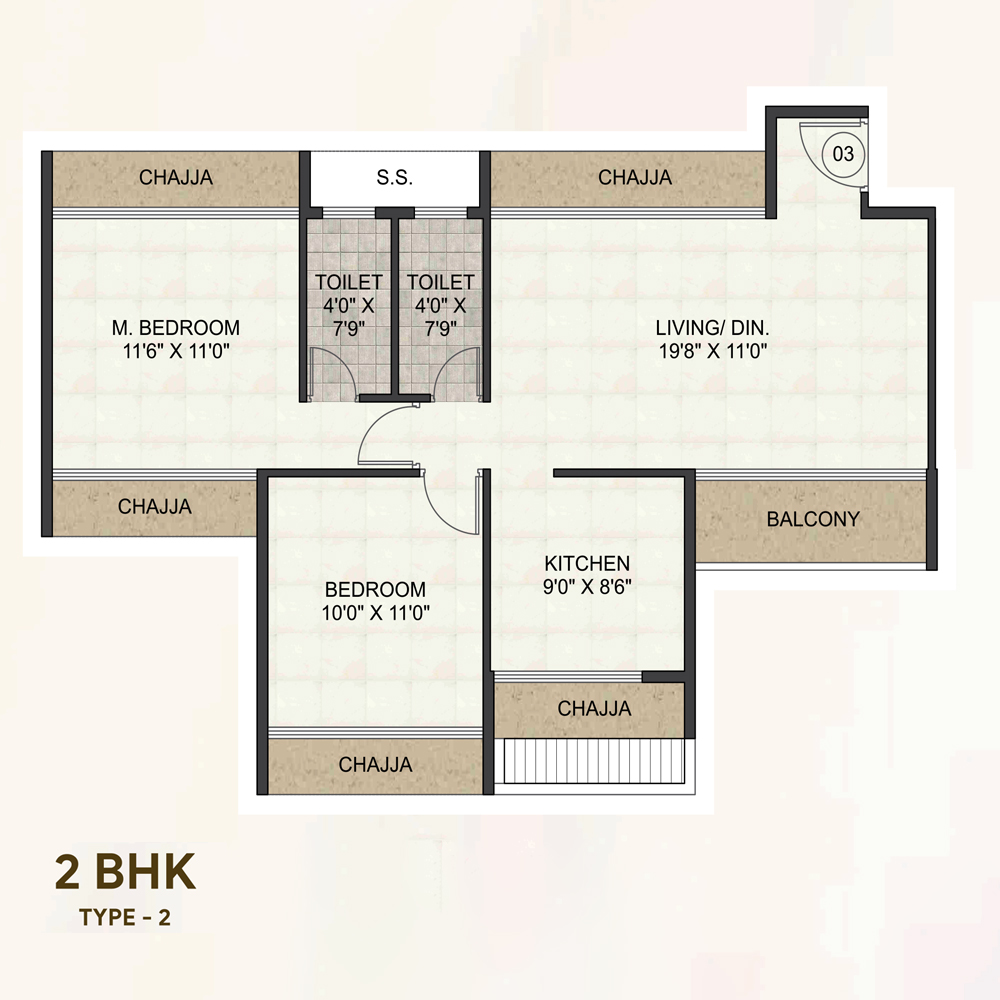 03
CHAJJA
S.S.
CHAJJA
TOILET
4'0" X
7'9"
TOILET
4'0" X
7'9"
M. BEDROOM
11'6" X 11'0"
LIVING/ DIN.
19'8" X 11'0"
CHAJJA
BALCONY
KITCHEN
9'0" X 8'6"
BEDROOM
10'0" X 11'0"
CHAJJA
CHAJJA
2 BHK
TYPE - 2